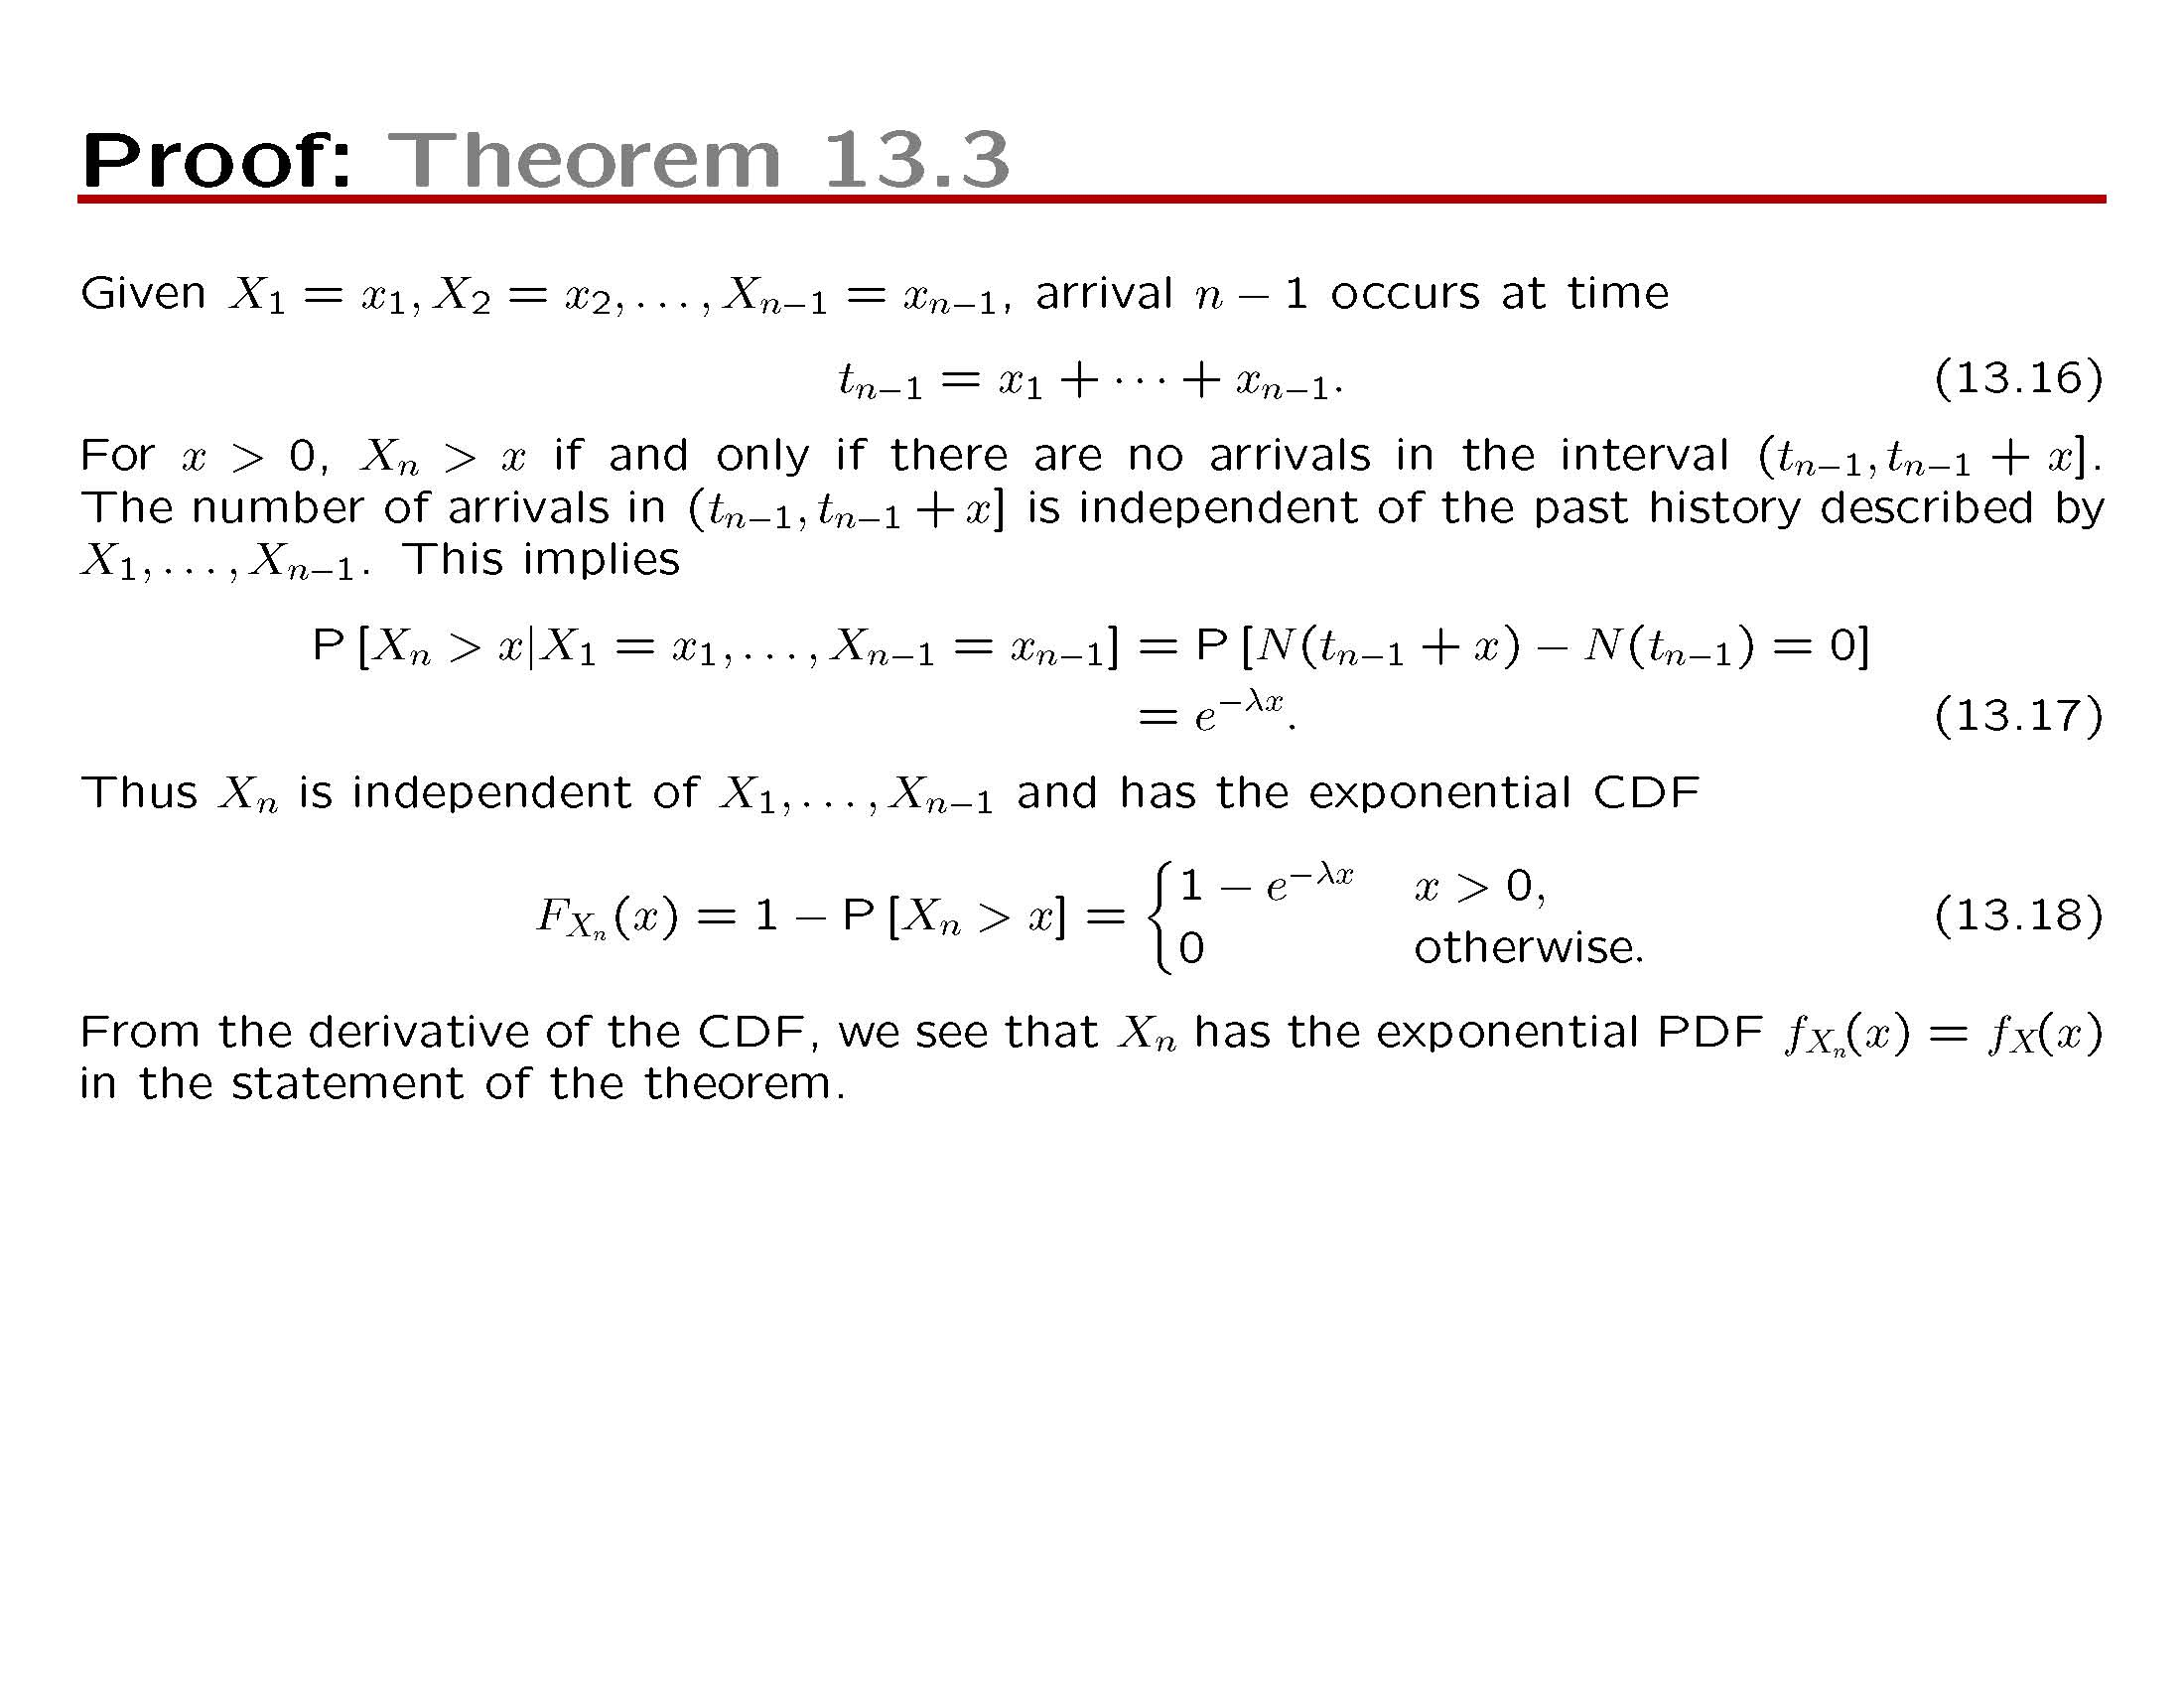 Proof: Theorem 13.3
Given X₁ = x₁, X₂ = x₂, . . . , Xₙ₋₁ = xₙ₋₁, arrival n − 1 occurs at time
tₙ₋₁ = x₁ + · · · + xₙ₋₁. (13.16)
For x > 0, Xₙ > x if and only if there are no arrivals in the interval (tₙ₋₁, tₙ₋₁ + x].
The number of arrivals in (tₙ₋₁, tₙ₋₁ + x] is independent of the past history described by
X₁, . . . , Xₙ₋₁. This implies
P [Xₙ > x|X₁ = x₁, . . . , Xₙ₋₁ = xₙ₋₁] = P [N(tₙ₋₁ + x) − N(tₙ₋₁) = 0]
= e^{−λx}. (13.17)
Thus Xₙ is independent of X₁, . . . , Xₙ₋₁ and has the exponential CDF
F_{Xₙ}(x) = 1 − P [Xₙ > x] = { 1 − e^{−λx} x > 0,
0 otherwise. (13.18)
From the derivative of the CDF, we see that Xₙ has the exponential PDF f_{Xₙ}(x) = f_X(x)
in the statement of the theorem.